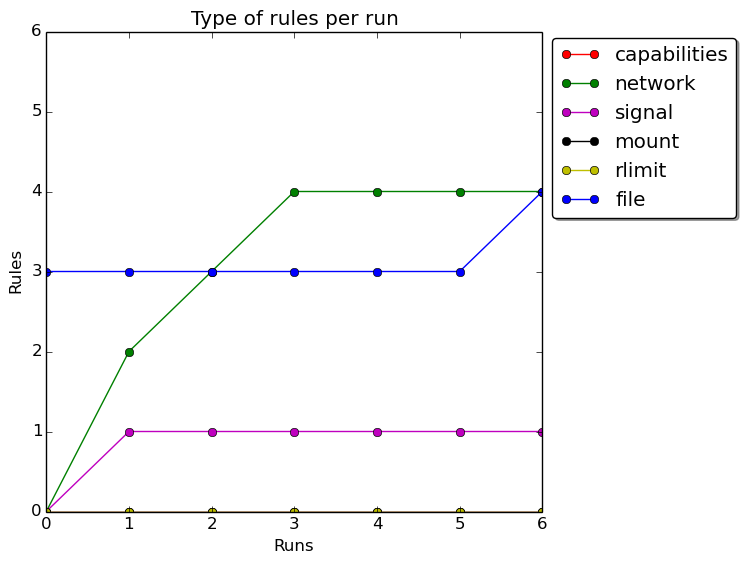 Type of rules per run
6
5
4
3
2
1
0
Rules
0 1 2 3 4 5 6
Runs
capabilities
network
signal
mount
rlimit
file